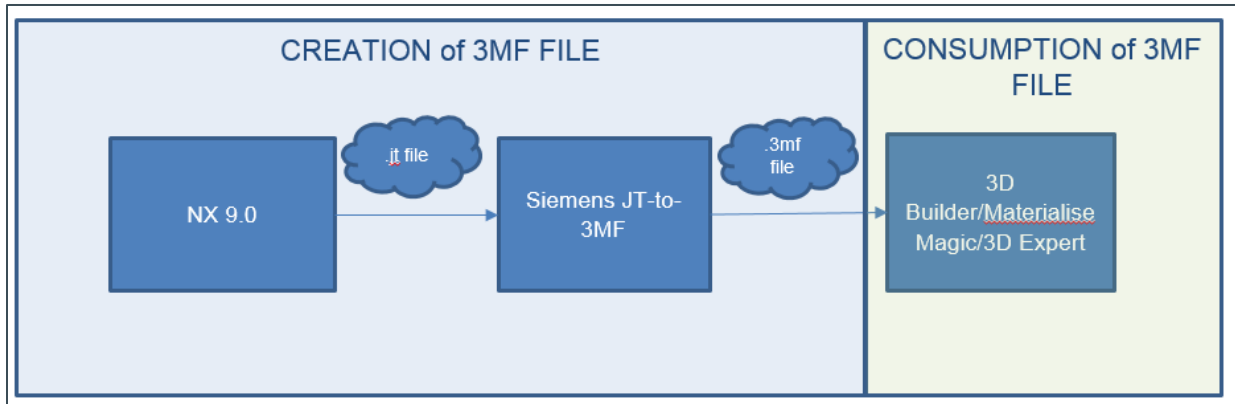 CREATION of 3MF FILE
CONSUMPTION of 3MF
FILE
NX 9.0
.jt file
Siemens JT-to-
3MF
.3mf
file
3D
Builder/Materialise
Magic/3D Expert